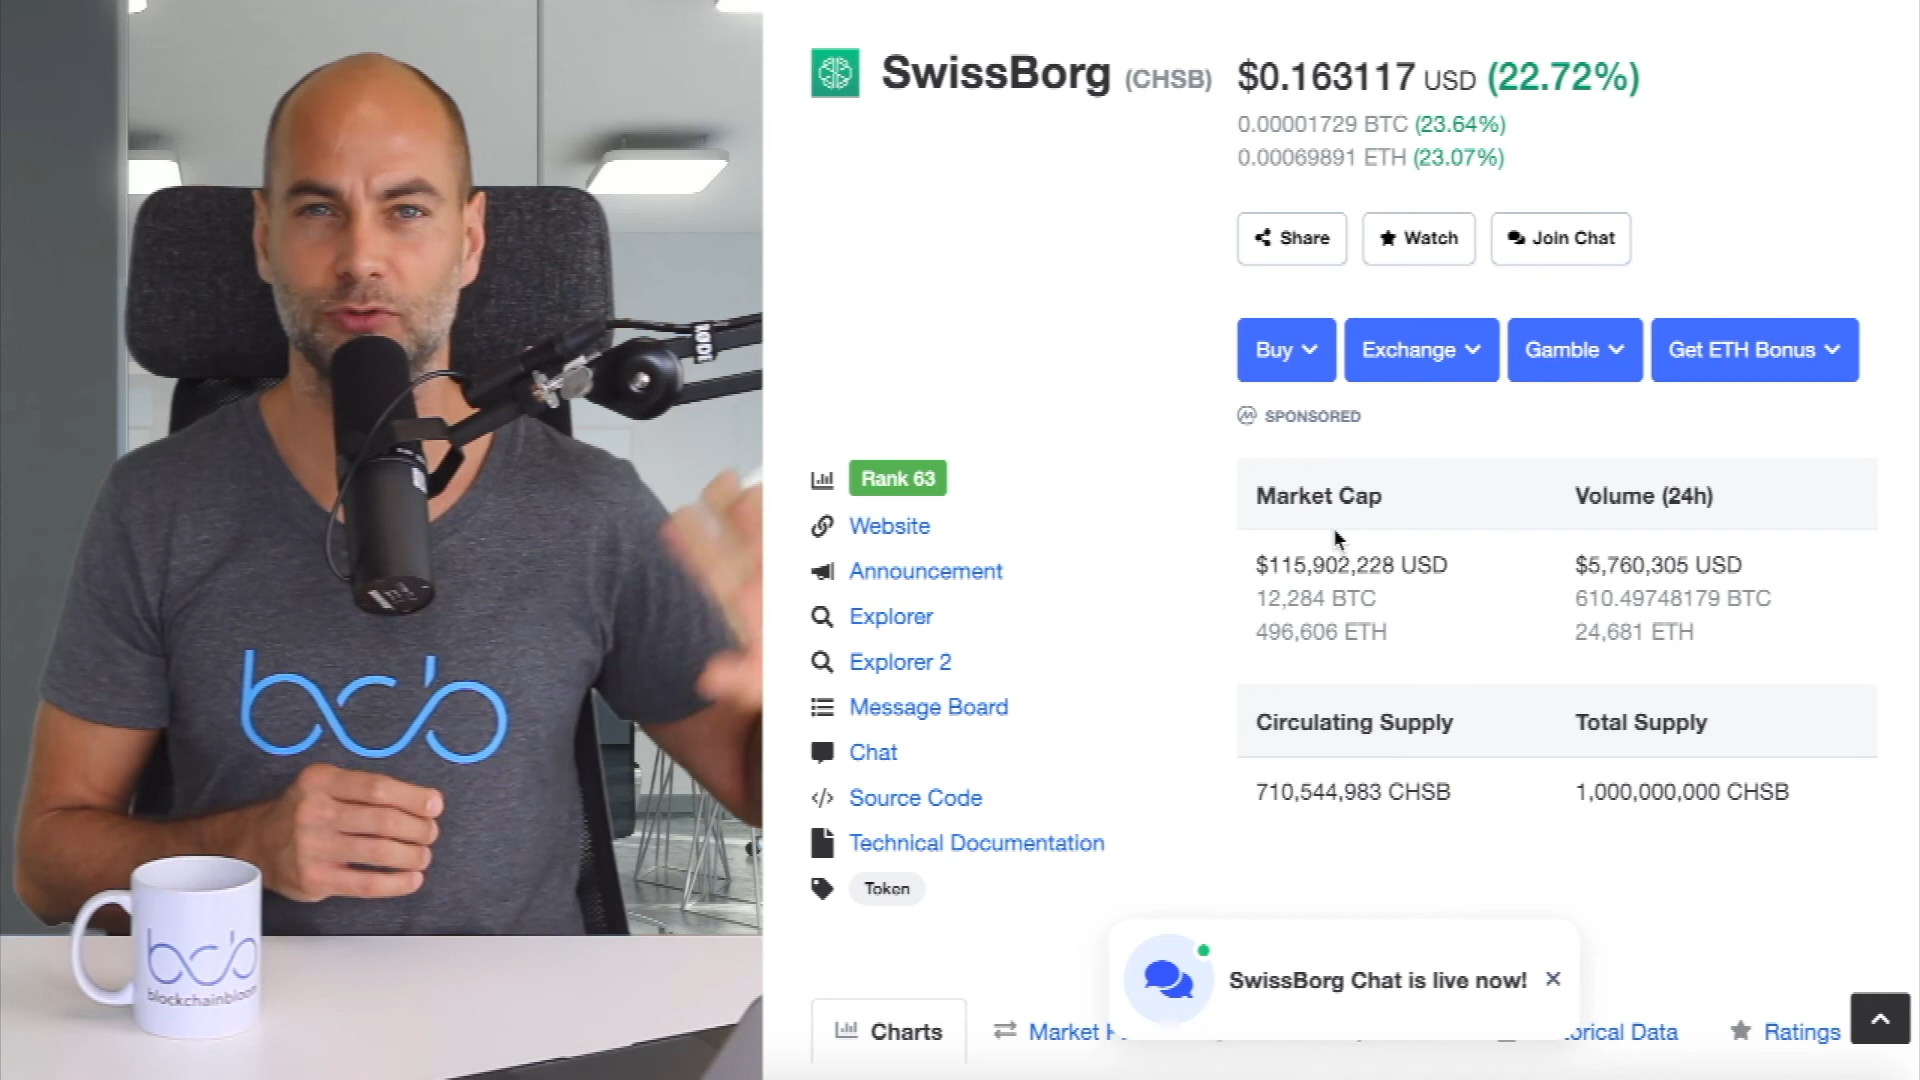 SwissBorg (CHSB)
$0.163117 USD (22.72%)
0.00001729 BTC (23.64%)
0.00069891 ETH (23.07%)
Share
Watch
Join Chat
Buy
Exchange
Gamble
Get ETH Bonus
SPONSORED
Rank 63
Website
Announcement
Explorer
Explorer 2
Message Board
Chat
Source Code
Technical Documentation
Token
Market Cap Volume (24h)
$115,902,228 USD $5,760,305 USD
12,284 BTC 610.49748179 BTC
496,606 ETH 24,681 ETH
Circulating Supply Total Supply
710,544,983 CHSB 1,000,000,000 CHSB
SwissBorg Chat is live now!
Charts
Market
orical Data
Ratings
RØDE
bcb
bcb
blockchainbloom